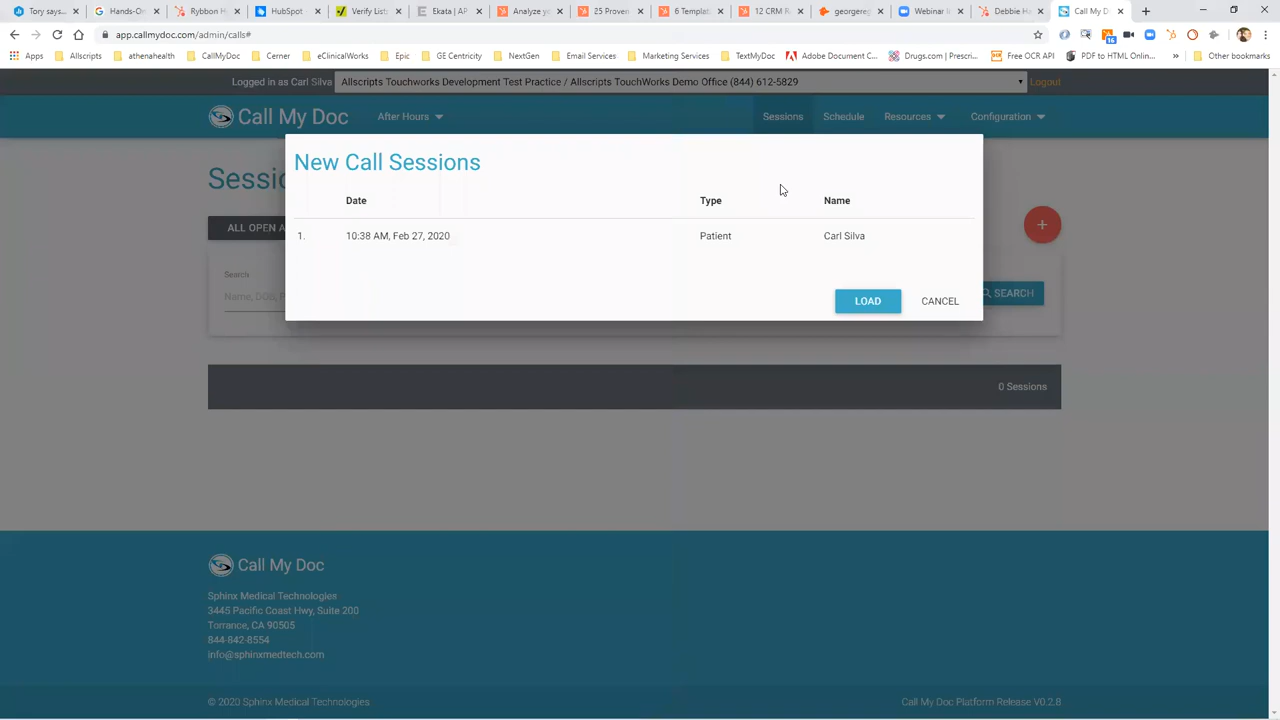 Tory says...
Hands-On
Rybbon H
HubSpot
Verify Lis
Ekata | AP
Analyze yo
25 Proven
6 Templat
12 CRM R
georgereg
Webinar I
Debbie H
Call My D
app.callmydoc.com/admin/calls#
Apps
Allscripts
athenahealth
CallMyDoc
Cerner
eClinicalWorks
Epic
GE Centricity
NextGen
Email Services
Marketing Services
TextMyDoc
Adobe Document C...
Drugs.com | Prescri...
Free OCR API
PDF to HTML Online...
»
Other bookmarks
Logged in as Carl Silva
Allscripts Touchworks Development Test Practice / Allscripts TouchWorks Demo Office (844) 612-5829
Logout
Call My Doc
After Hours
Sessions
Schedule
Resources
Configuration
New Call Sessions
Sessi
Date
Type
Name
ALL OPEN A
1.
10:38 AM, Feb 27, 2020
Patient
Carl Silva
Search
Name, DOB, P
LOAD
CANCEL
SEARCH
0 Sessions
Call My Doc
Sphinx Medical Technologies
3445 Pacific Coast Hwy, Suite 200
Torrance, CA 90505
844-842-8554
info@sphinxmedtech.com
© 2020 Sphinx Medical Technologies
Call My Doc Platform Release V0.2.8